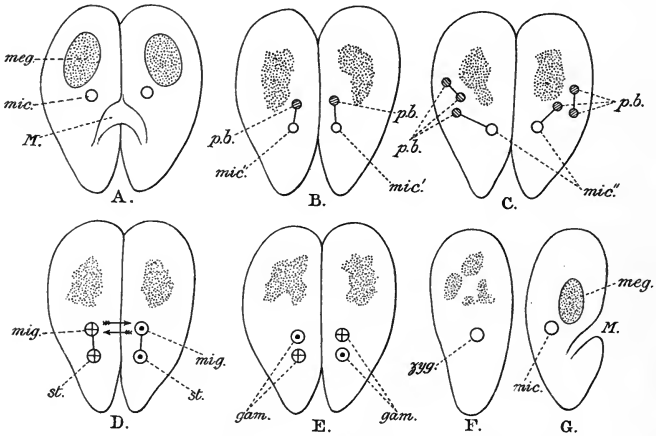 meg.
mic.
M.
A.
p.b.
mic.'
p.b.
mic.'
B.
p.b.
p.b.
mic."
C.
mig.
st.
mig.
st.
D.
gam.
gam.
E.
zyg.
F.
meg.
M.
mic.
G.